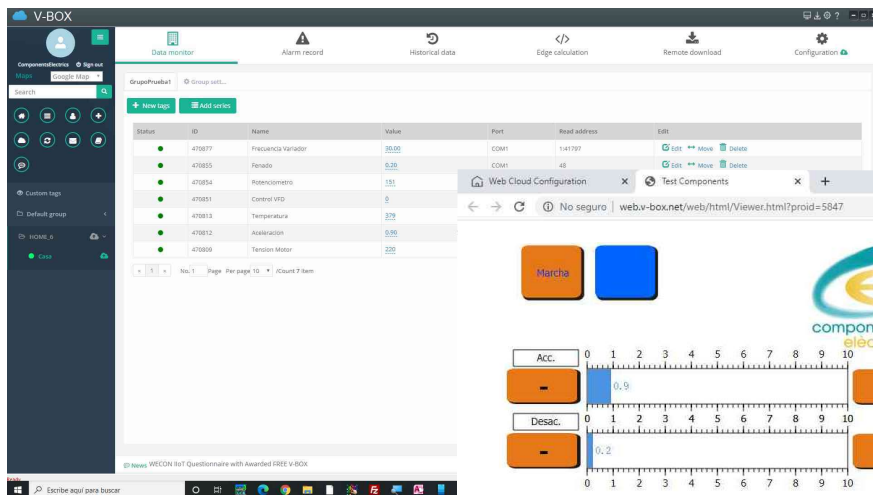 V-BOX
ComponentsElectrics Sign out
Maps Google Map
Search
Custom tags
Default group
HOME_6
Casa
Data monitor
Alarm record
Historical data
Edge calculation
Remote download
Configuration
GrupoPrueba1 Group sett...
New tags Add series
Status ID Name Value Port Read address Edit
470877 Frecuencia Variador 30.00 COM1 1:41797 Edit Move Delete
470855 Fenado 0.20 COM1 48 Edit Move Delete
470854 Potenciometro 151
470851 Control VFD 0
470813 Temperatura 379
470812 Aceleracion 0.90
470809 Tension Motor 220
1 No. 1 Page Per page 10 /Count 7 item
News WECON IIoT Questionnaire with Awarded FREE V-BOX
Ready
Escribe aquí para buscar
Web Cloud Configuration × Test Components × +
No seguro | web.v-box.net/web/html/Viewer.html?proid=5847
Marcha
compon
elèc
Acc. 0 1 2 3 4 5 6 7 8 9 10
- 0.9
Desac. 0 1 2 3 4 5 6 7 8 9 10
- 0.2
0 1 2 3 4 5 6 7 8 9 10